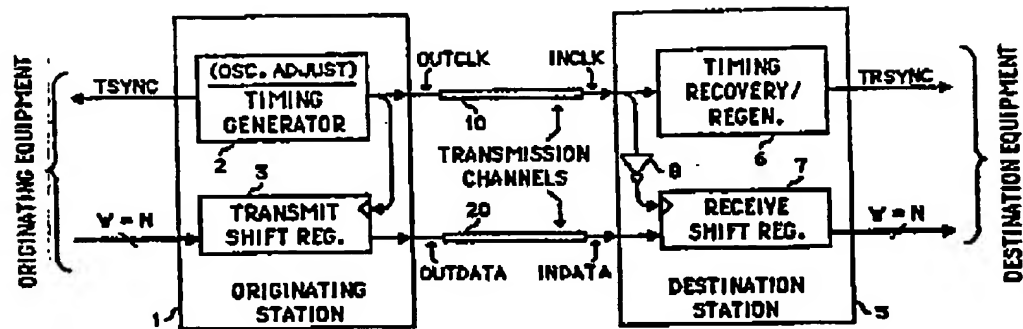 ORIGINATING EQUIPMENT
TSYNC
(OSC. ADJUST)
TIMING
GENERATOR
2
OUTCLK
INCLK
10
TRANSMISSION
CHANNELS
TIMING
RECOVERY/
REGEN.
6
TRSYNC
8
3
TRANSMIT
SHIFT REG.
W=N
20
OUTDATA
INDATA
7
RECEIVE
SHIFT REG.
W=N
1
ORIGINATING
STATION
DESTINATION
STATION
5
DESTINATION EQUIPMENT